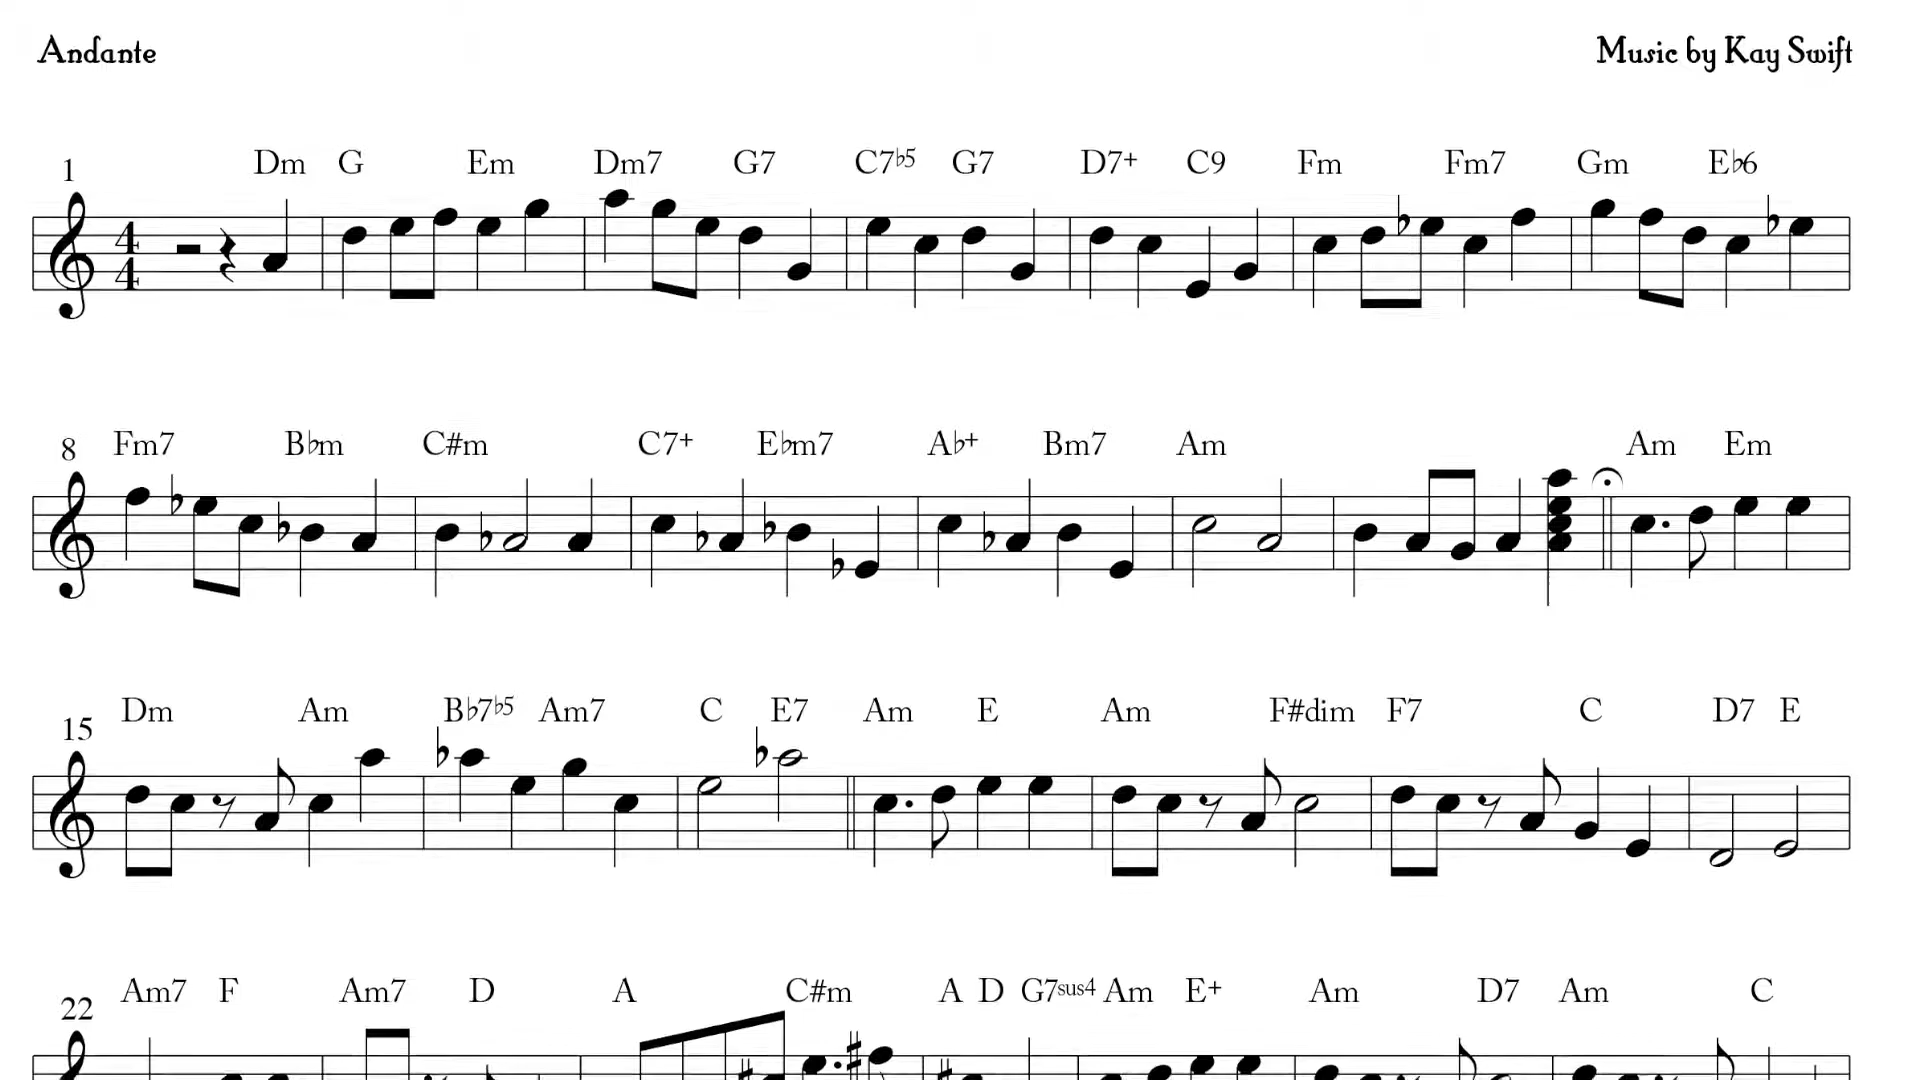 Andante Music by Kay Swift
1 Dm G Em Dm7 G7 C7♭5 G7 D7+ C9 Fm Fm7 Gm E♭6
4
4
8 Fm7 B♭m C#m C7+ E♭m7 A♭+ Bm7 Am Am Em
15 Dm Am B♭7♭5 Am7 C E7 Am E Am F#dim F7 C D7 E
22 Am7 F Am7 D A C#m A D G7sus4 Am E+ Am D7 Am C